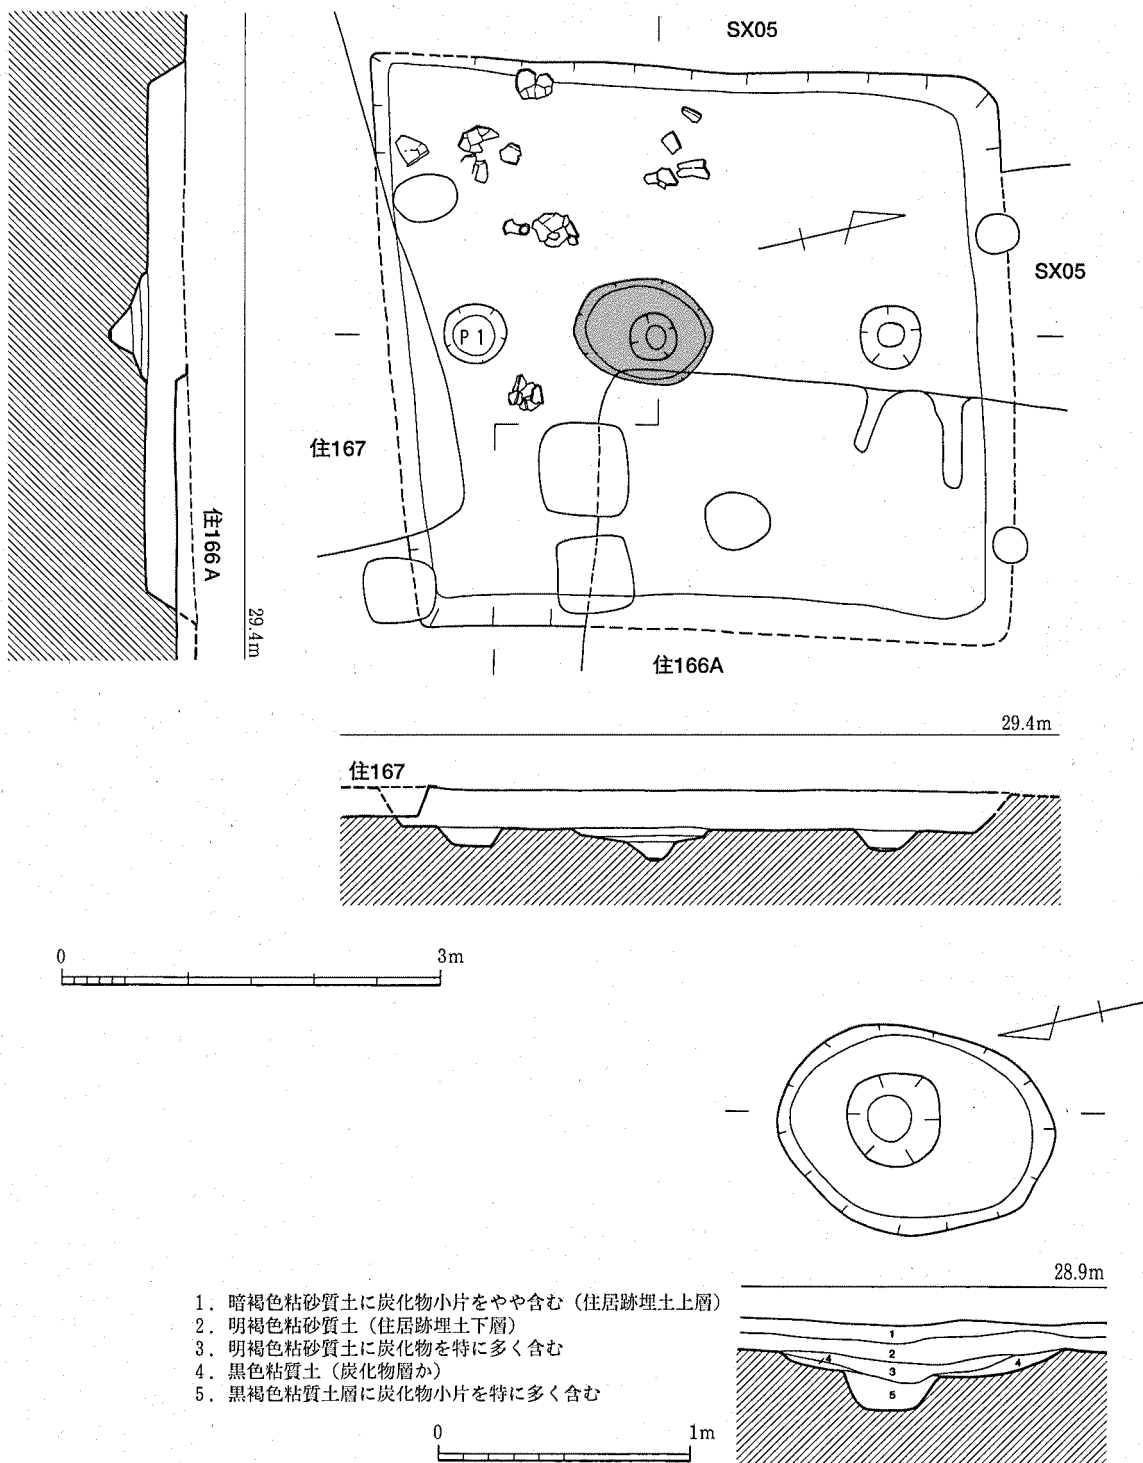 SX05
SX05
P1
住167
住166A
29.4m
住166A
29.4m
住167
0 3m
28.9m
1．暗褐色粘砂質土に炭化物小片をやや含む（住居跡埋土上層）
2．明褐色粘砂質土（住居跡埋土下層）
3．明褐色粘砂質土に炭化物を特に多く含む
4．黒色粘質土（炭化物層か）
5．黒褐色粘質土層に炭化物小片を特に多く含む
1
2
4 3 4
5
0 1m